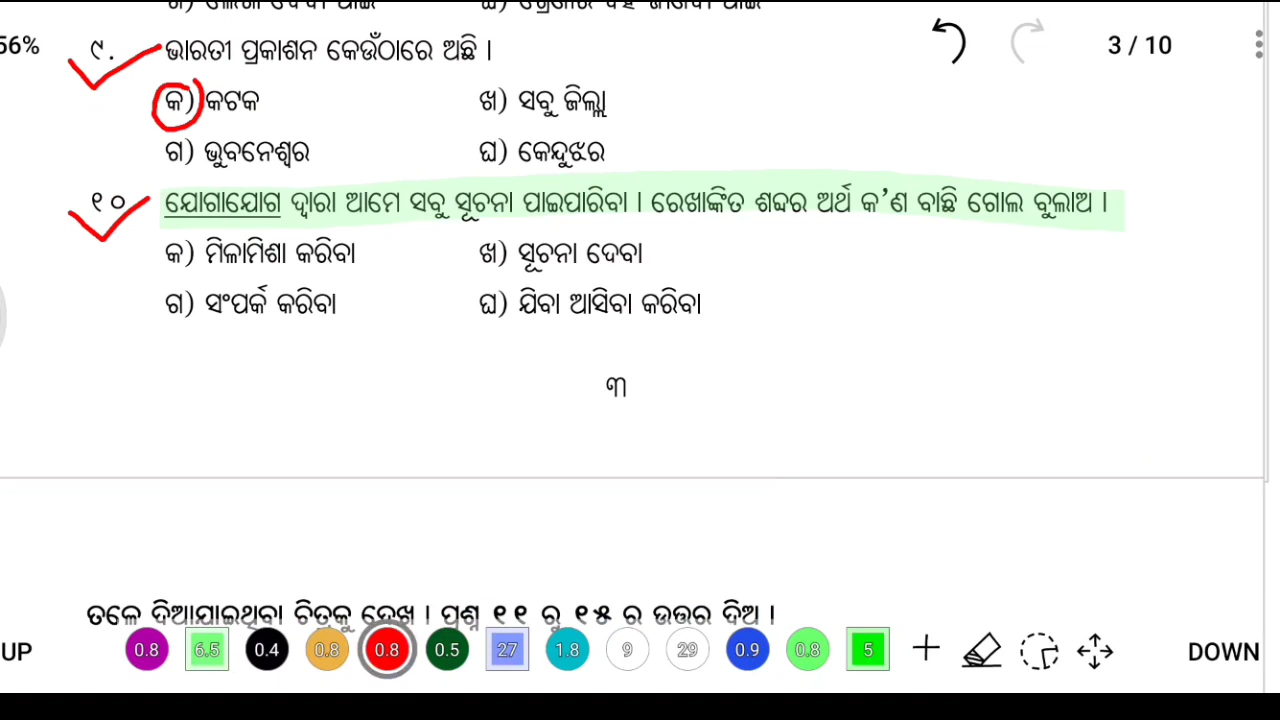 56%
3 / 10
୯. ଭାରତୀ ପ୍ରକାଶନ କେଉଁଠାରେ ଅଛି ।
କ) କଟକ ଖ) ସବୁ ଜିଲ୍ଲା
ଗ) ଭୁବନେଶ୍ୱର ଘ) କେନ୍ଦୁଝର
୧୦ ଯୋଗାଯୋଗ ଦ୍ୱାରା ଆମେ ସବୁ ସୂଚନା ପାଇପାରିବା । ରେଖାଙ୍କିତ ଶବ୍ଦର ଅର୍ଥ କ'ଣ ବାଛି ଗୋଲ ବୁଲାଅ ।
କ) ମିଳାମିଶା କରିବା ଖ) ସୂଚନା ଦେବା
ଗ) ସଂପର୍କ କରିବା ଘ) ଯିବା ଆସିବା କରିବା
୩
ତଳେ ଦିଆଯାଇଥିବା ଚିତ୍ରକୁ ଦେଖ । ପ୍ରଶ୍ନ ୧୧ ରୁ ୧୫ ର ଉତ୍ତର ଦିଅ ।
UP 0.8 6.5 0.4 0.8 0.8 0.5 27 1.8 9 29 0.9 0.8 5 DOWN